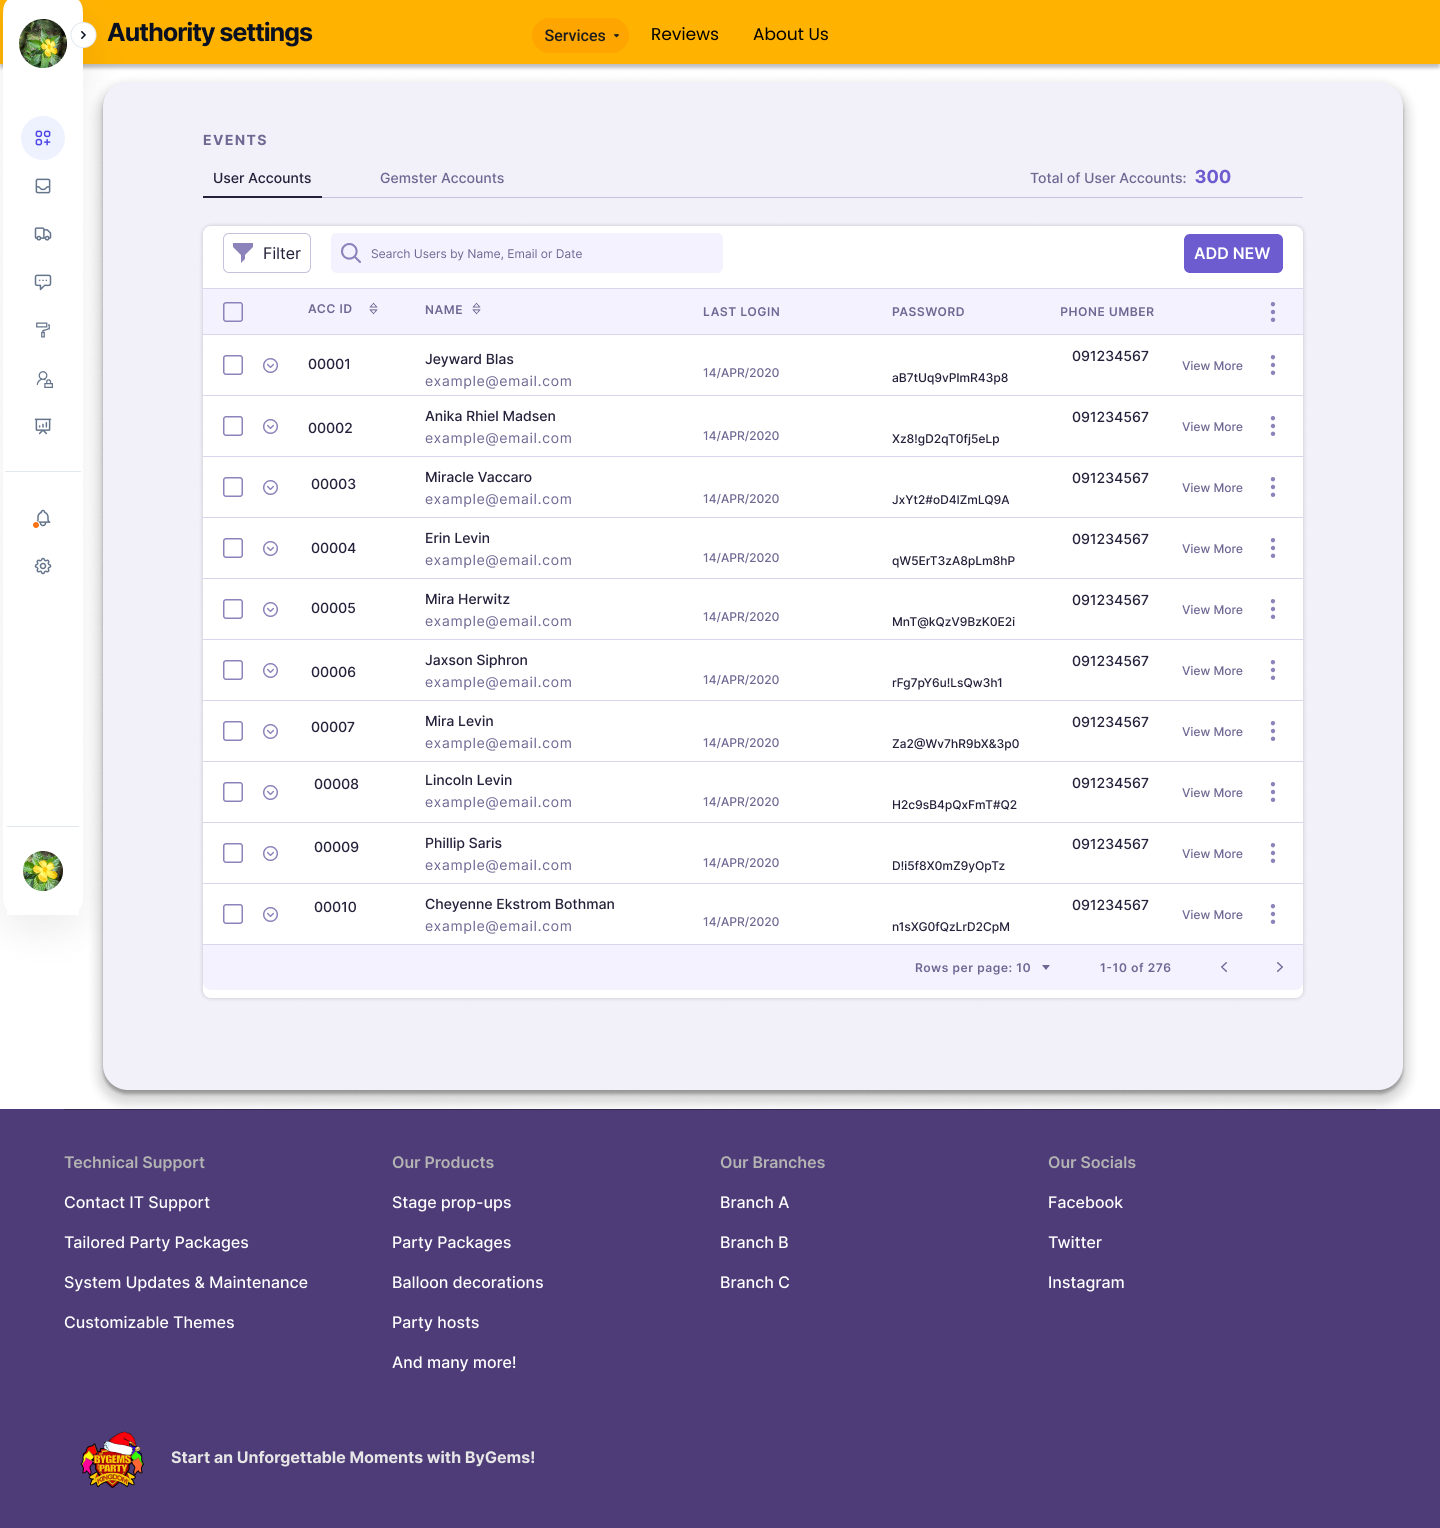 Authority settings
Services
Reviews
About Us
EVENTS
User Accounts
Gemster Accounts
Total of User Accounts: 300
Filter
Search Users by Name, Email or Date
ADD NEW
ACC ID NAME LAST LOGIN PASSWORD PHONE UMBER
00001 Jeyward Blas example@email.com 14/APR/2020 aB7tUq9vPlmR43p8 091234567 View More
00002 Anika Rhiel Madsen example@email.com 14/APR/2020 Xz8!gD2qT0fj5eLp 091234567 View More
00003 Miracle Vaccaro example@email.com 14/APR/2020 JxYt2#oD4lZmLQ9A 091234567 View More
00004 Erin Levin example@email.com 14/APR/2020 qW5ErT3zA8pLm8hP 091234567 View More
00005 Mira Herwitz example@email.com 14/APR/2020 MnT@kQzV9BzK0E2i 091234567 View More
00006 Jaxson Siphron example@email.com 14/APR/2020 rFg7pY6u!LsQw3h1 091234567 View More
00007 Mira Levin example@email.com 14/APR/2020 Za2@Wv7hR9bX&3p0 091234567 View More
00008 Lincoln Levin example@email.com 14/APR/2020 H2c9sB4pQxFmT#Q2 091234567 View More
00009 Phillip Saris example@email.com 14/APR/2020 D!i5f8X0mZ9yOpTz 091234567 View More
00010 Cheyenne Ekstrom Bothman example@email.com 14/APR/2020 n1sXG0fQzLrD2CpM 091234567 View More
Rows per page: 10
1-10 of 276
Technical Support
Contact IT Support
Tailored Party Packages
System Updates & Maintenance
Customizable Themes
Our Products
Stage prop-ups
Party Packages
Balloon decorations
Party hosts
And many more!
Our Branches
Branch A
Branch B
Branch C
Our Socials
Facebook
Twitter
Instagram
BYGEMS
PARTY
KINGDOM
Start an Unforgettable Moments with ByGems!